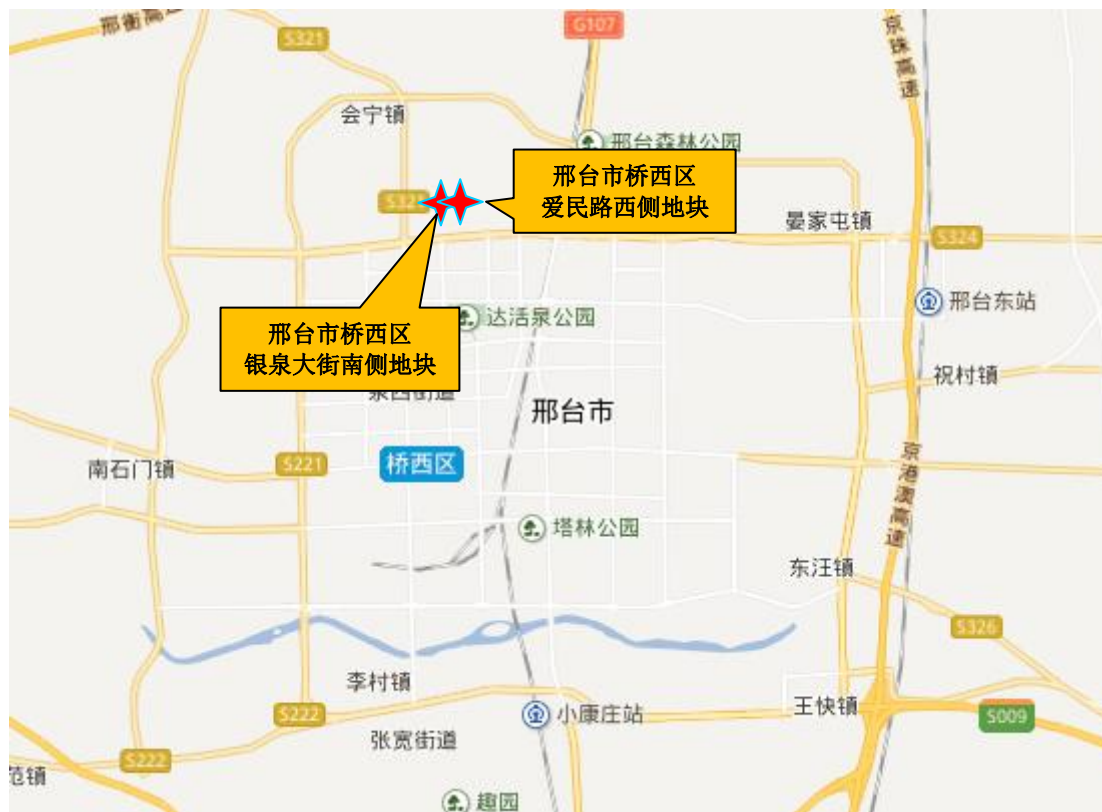 邢衡高速
S321
G107
京珠高速
会宁镇
邢台森林公园
邢台市桥西区
爱民路西侧地块
晏家屯镇
S324
邢台东站
达活泉公园
邢台市桥西区
银泉大街南侧地块
祝村镇
泉西街道
邢台市
桥西区
南石门镇
S221
京港澳高速
塔林公园
东汪镇
S326
李村镇
S222
小康庄站
王快镇
S009
张宽街道
S222
范镇
趣园